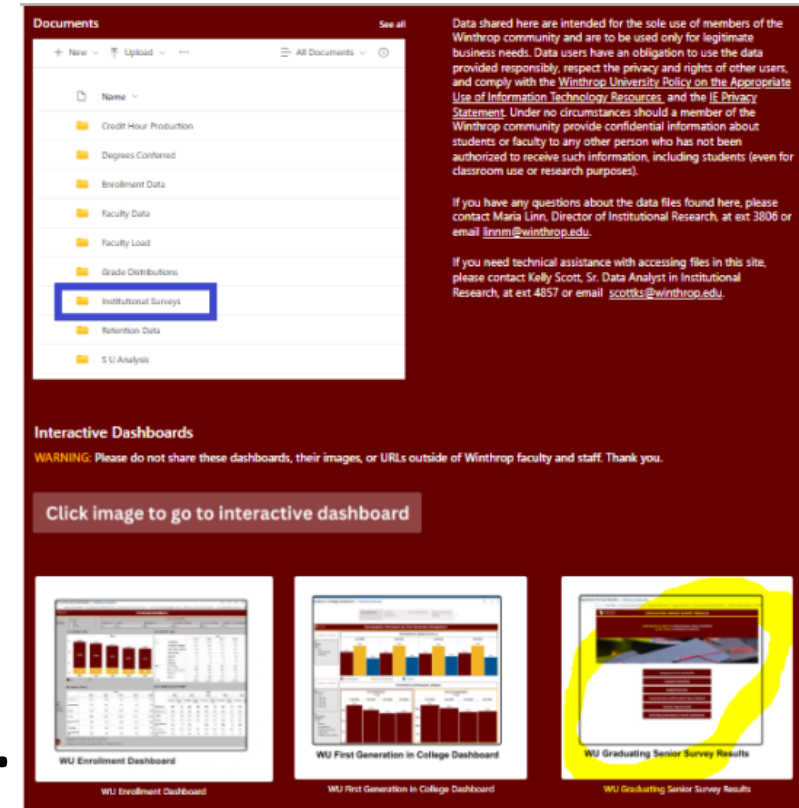 Documents
See all
+ New
Upload
...
All Documents
Name
Credit Hour Production
Degrees Conferred
Enrollment Data
Faculty Data
Faculty Load
Grade Distributions
Institutional Surveys
Retention Data
S U Analysis
Data shared here are intended for the sole use of members of the
Winthrop community and are to be used only for legitimate
business needs. Data users have an obligation to use the data
provided responsibly, respect the privacy and rights of other users,
and comply with the Winthrop University Policy on the Appropriate
Use of Information Technology Resources and the IE Privacy
Statement. Under no circumstances should a member of the
Winthrop community provide confidential information about
students or faculty to any other person who has not been
authorized to receive such information, including students (even for
classroom use or research purposes).
If you have any questions about the data files found here, please
contact Maria Linn, Director of Institutional Research, at ext 3806 or
email linnm@winthrop.edu.
If you need technical assistance with accessing files in this site,
please contact Kelly Scott, Sr. Data Analyst in Institutional
Research, at ext 4857 or email scottks@winthrop.edu.
Interactive Dashboards
WARNING: Please do not share these dashboards, their images, or URLs outside of Winthrop faculty and staff. Thank you.
Click image to go to interactive dashboard
WU Enrollment Dashboard
WU Enrollment Dashboard
WU First Generation in College Dashboard
WU First Generation in College Dashboard
WU Graduating Senior Survey Results
WU Graduating Senior Survey Results